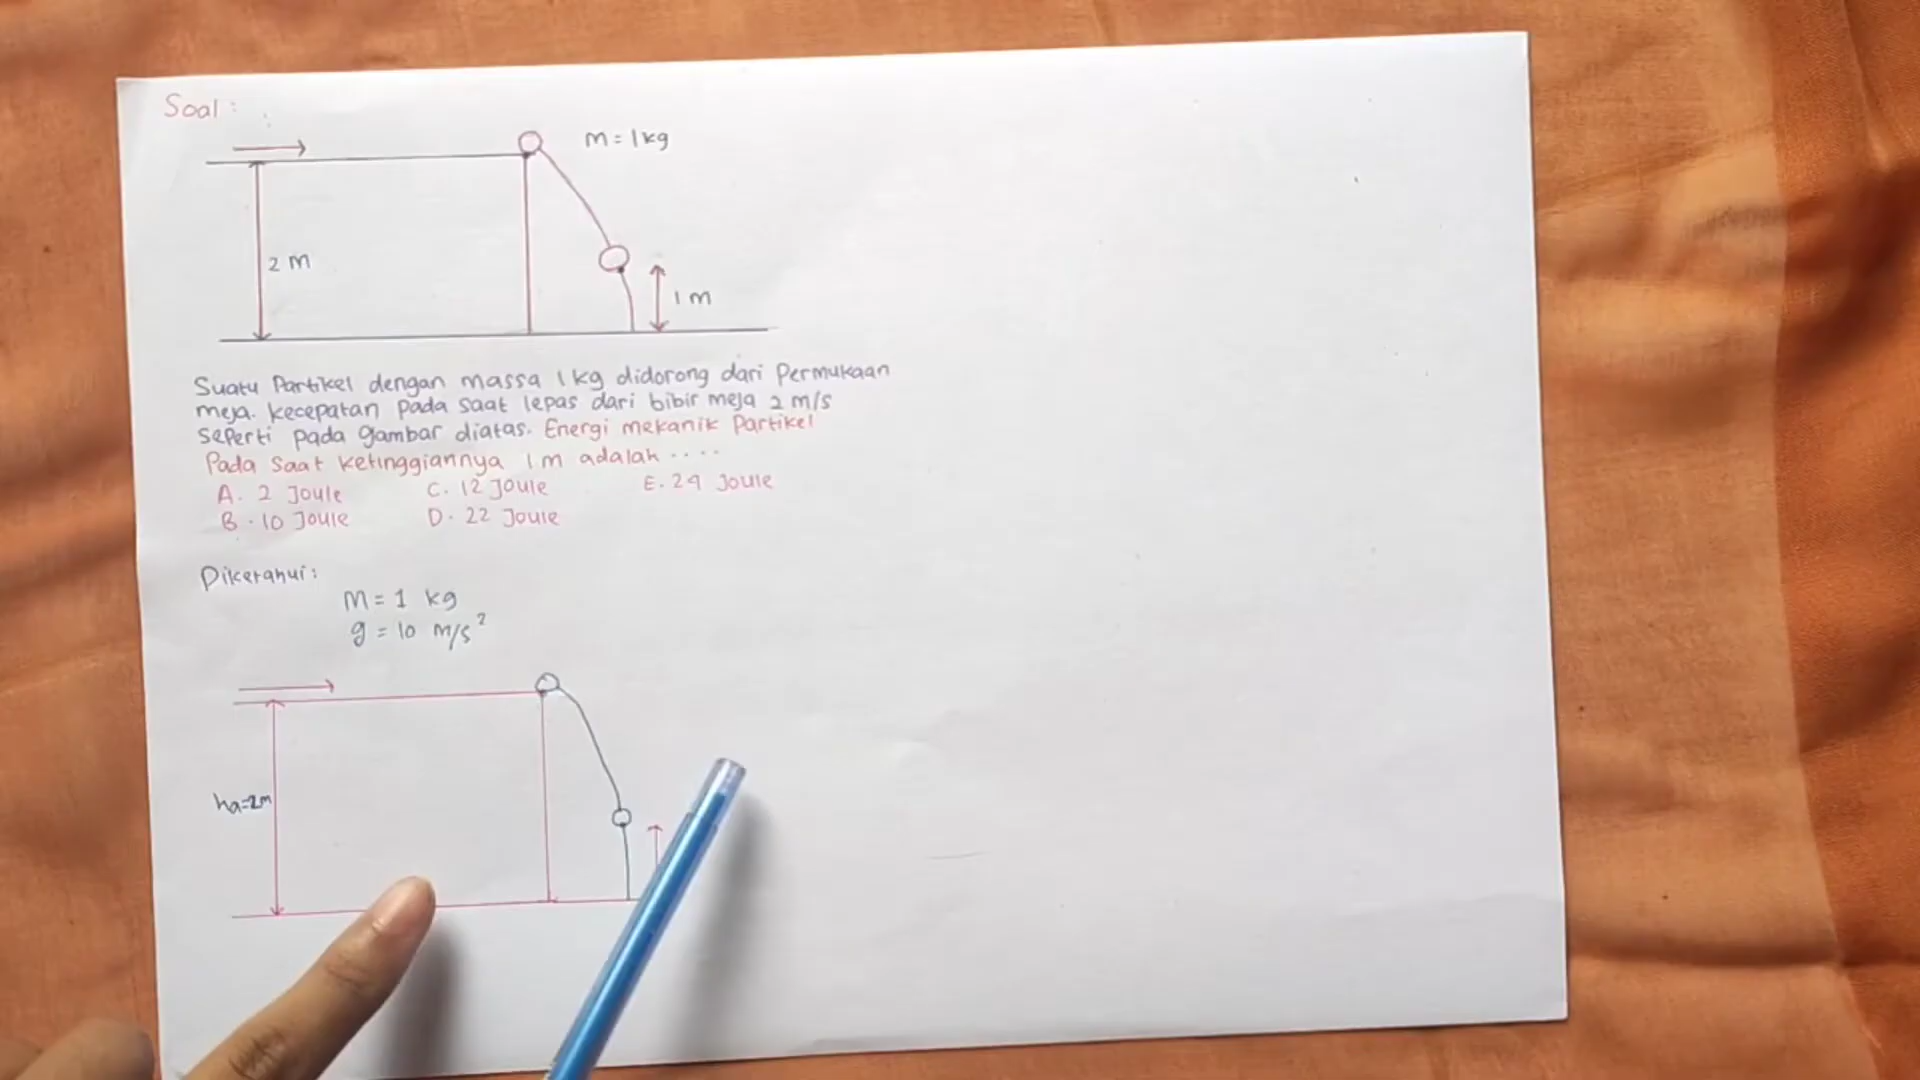 Soal :
m = 1 kg
2 m
1 m
Suatu Partikel dengan massa 1 kg didorong dari Permukaan
meja. Kecepatan pada saat lepas dari bibir meja 2 m/s
seperti pada gambar diatas. Energi mekanik Partikel
Pada saat ketinggiannya 1 m adalah ....
A. 2 Joule C. 12 Joule E. 24 Joule
B. 10 Joule D. 22 Joule
Diketahui :
m = 1 kg
g = 10 m/s²
ha=2m